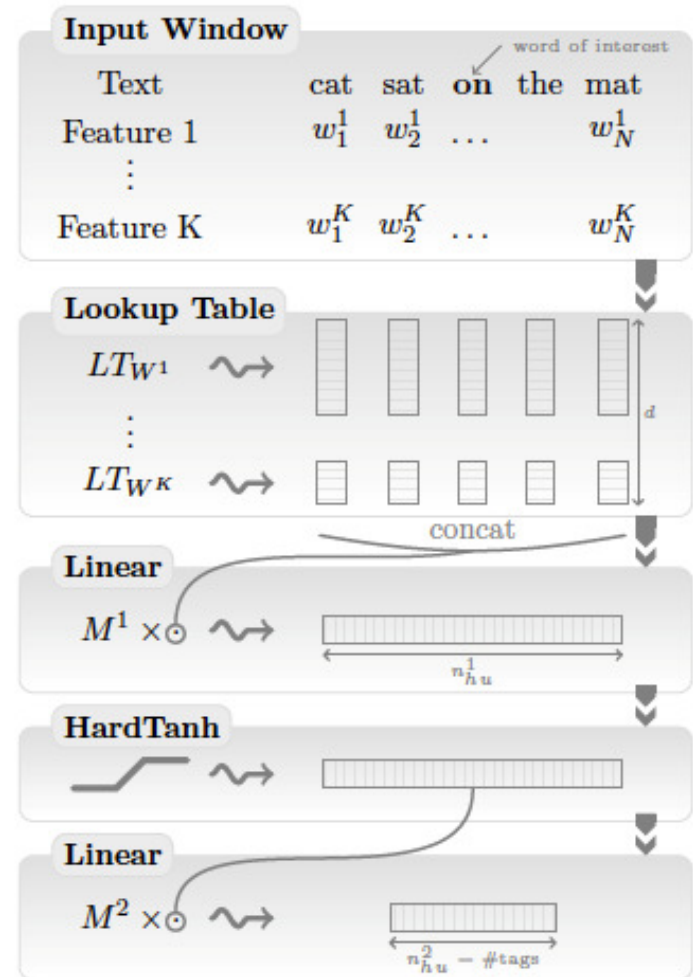 Input Window
word of interest
Text cat sat on the mat
Feature 1 w_1^1 w_2^1 ... w_N^1
⋮
Feature K w_1^K w_2^K ... w_N^K
Lookup Table
LT_{W^1}
d
⋮
LT_{W^K}
concat
Linear
M^1 ×⊙
n_{hu}^1
HardTanh
Linear
M^2 ×⊙
n_{hu}^2 = #tags